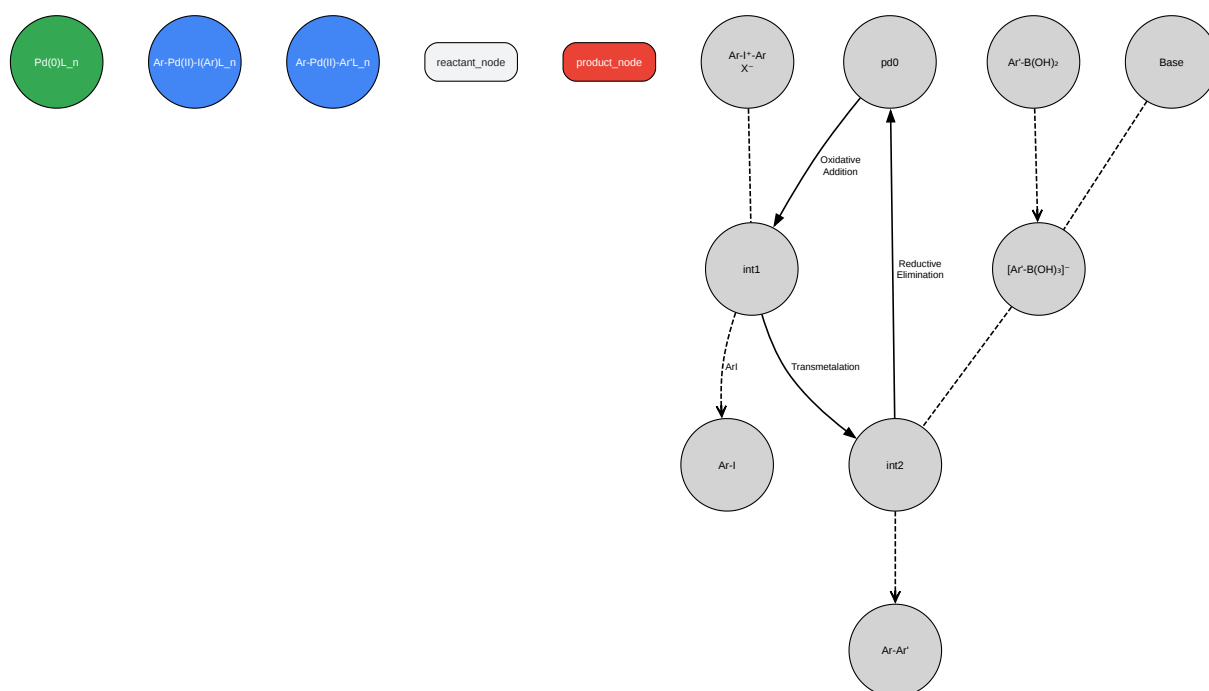 Pd(0)L_n
Ar-Pd(II)-I(Ar)L_n
Ar-Pd(II)-Ar'L_n
reactant_node
product_node
Ar-I⁺-Ar
X⁻
pd0
Ar'-B(OH)₂
Base
Oxidative
Addition
int1
Reductive
Elimination
[Ar'-B(OH)₃]⁻
ArI
Transmetalation
Ar-I
int2
Ar-Ar'